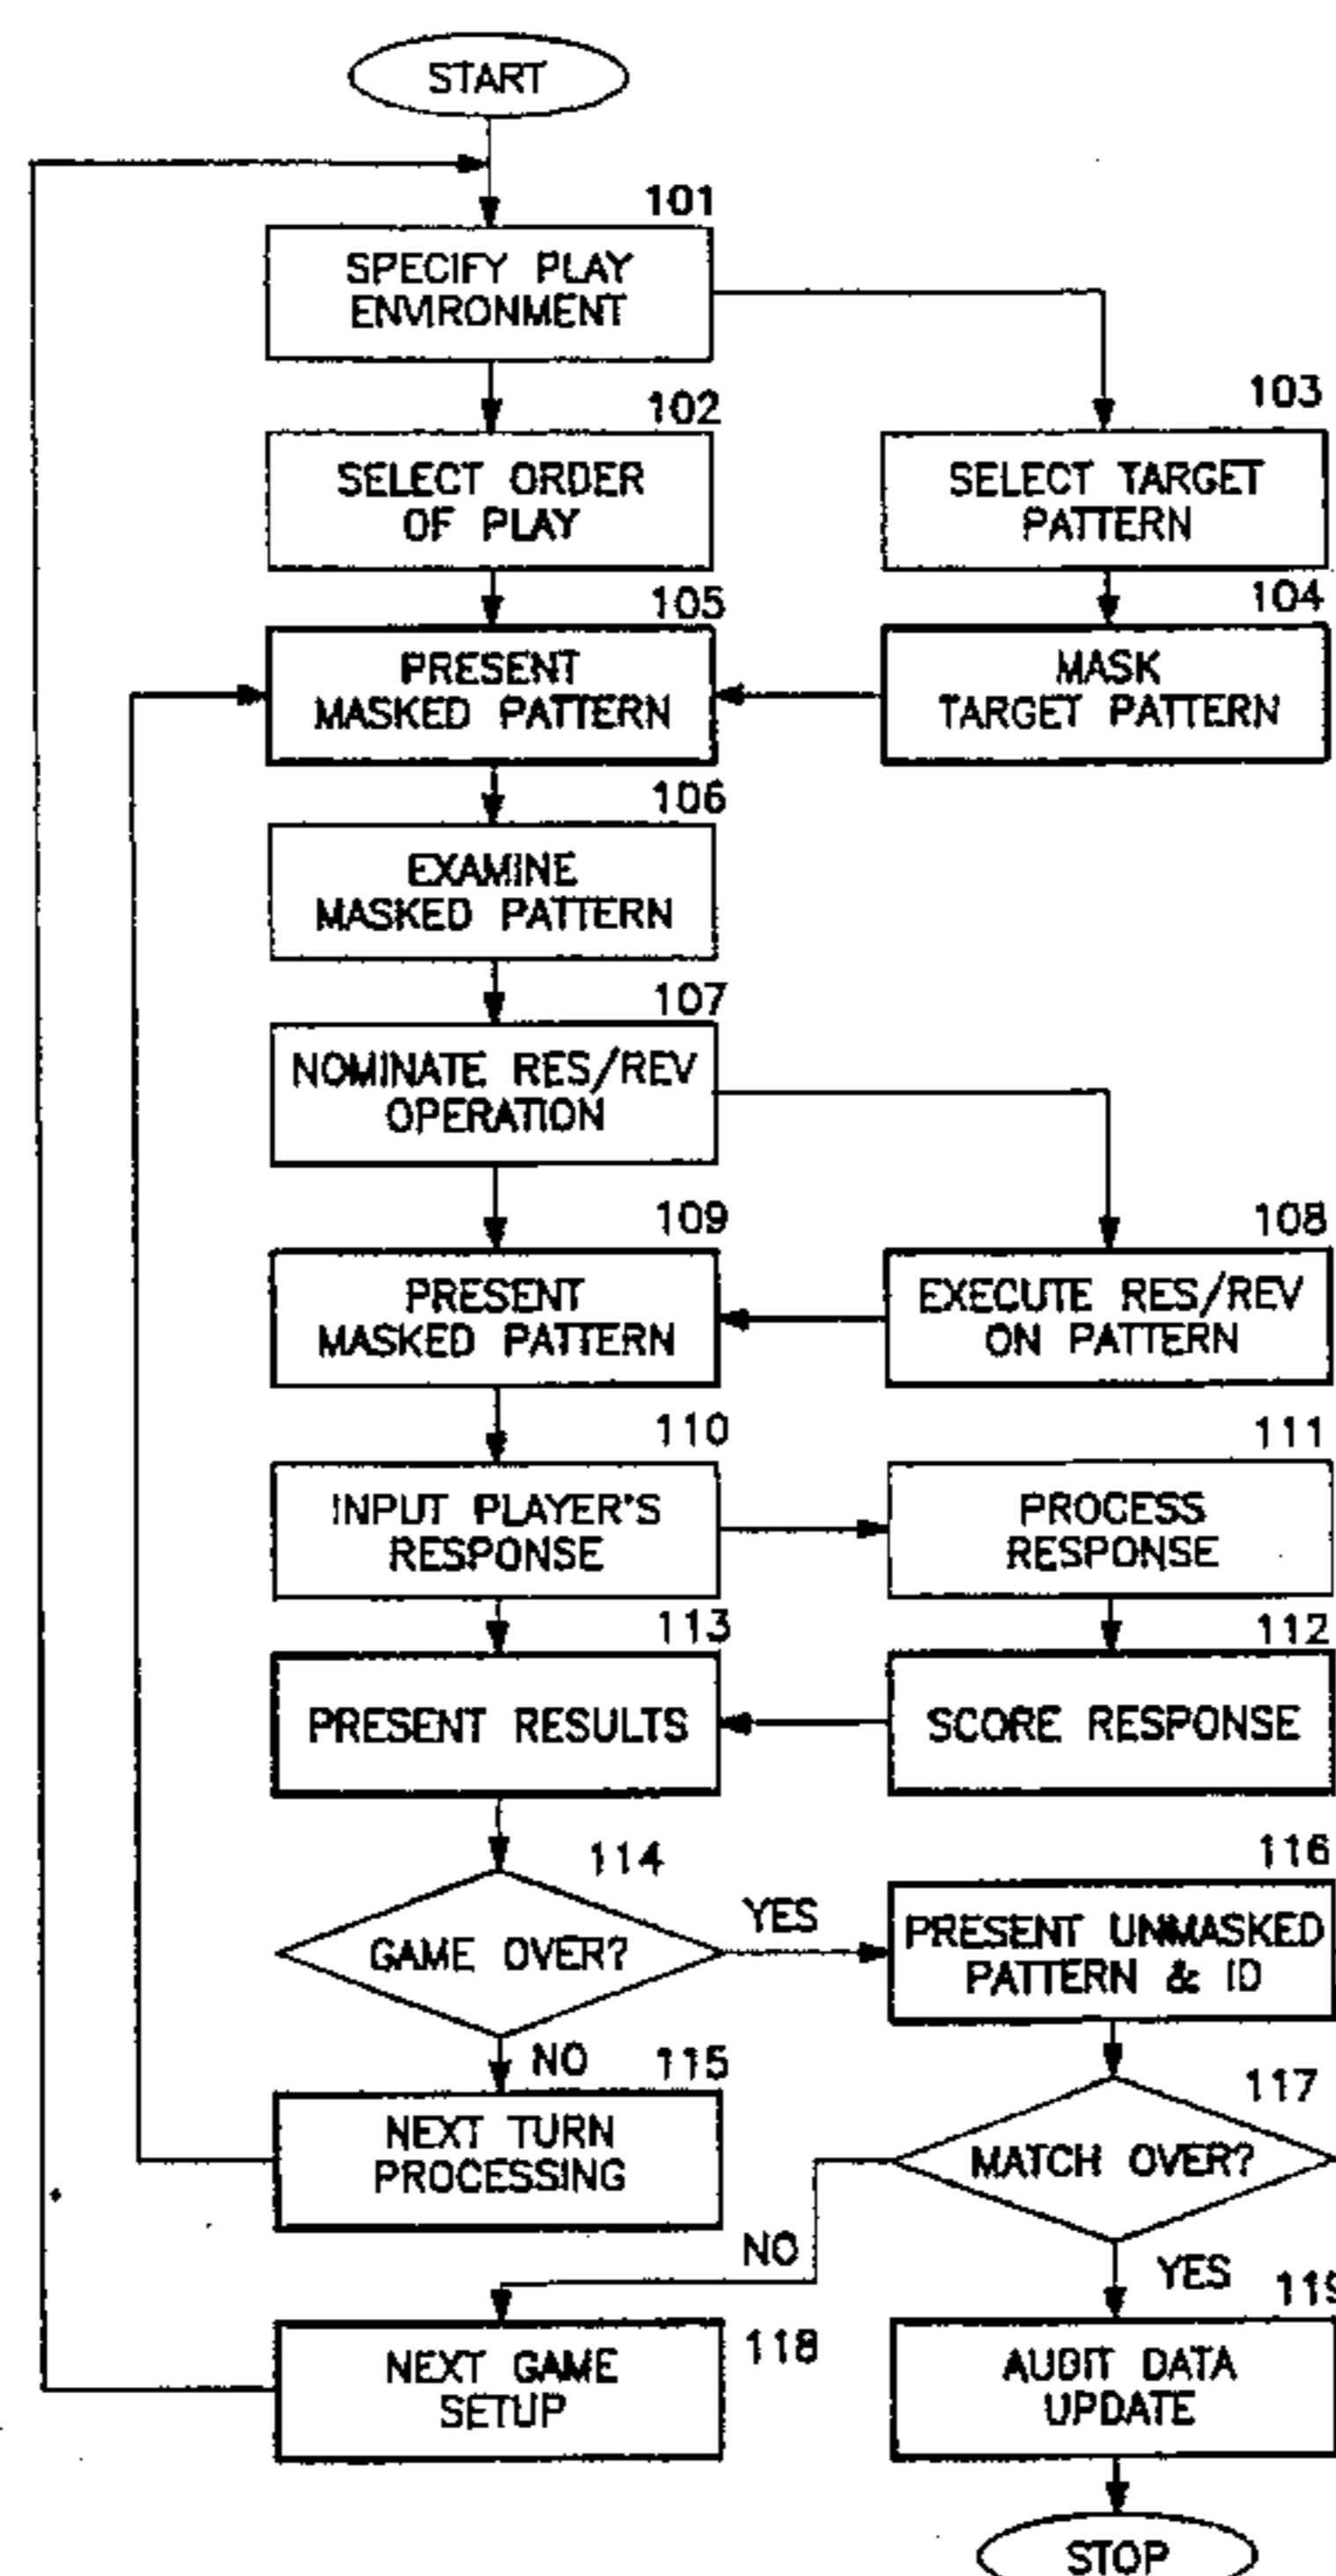 START
101
SPECIFY PLAY
ENVIRONMENT
102
SELECT ORDER
OF PLAY
103
SELECT TARGET
PATTERN
105
PRESENT
MASKED PATTERN
104
MASK
TARGET PATTERN
106
EXAMINE
MASKED PATTERN
107
NOMINATE RES/REV
OPERATION
109
PRESENT
MASKED PATTERN
108
EXECUTE RES/REV
ON PATTERN
110
INPUT PLAYER'S
RESPONSE
111
PROCESS
RESPONSE
113
PRESENT RESULTS
112
SCORE RESPONSE
114
GAME OVER?
YES
116
PRESENT UNMASKED
PATTERN & ID
NO
115
NEXT TURN
PROCESSING
117
MATCH OVER?
NO
YES
118
NEXT GAME
SETUP
119
AUDIT DATA
UPDATE
STOP